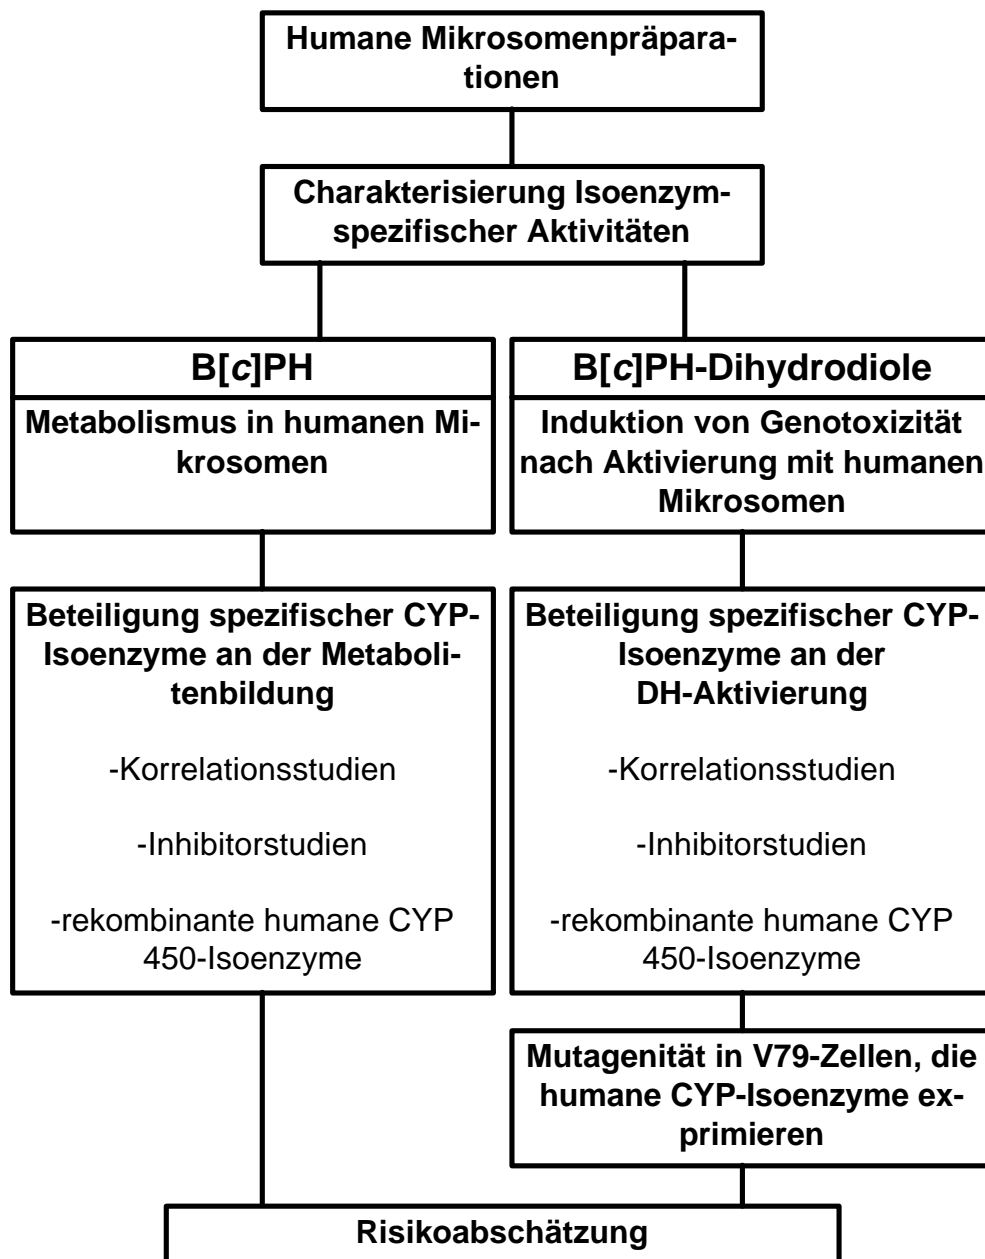 Humane Mikrosomenpräpara-
tionen
Charakterisierung Isoenzym-
spezifischer Aktivitäten
B[c]PH
Metabolismus in humanen Mi-
krosomen
B[c]PH-Dihydrodiole
Induktion von Genotoxizität
nach Aktivierung mit humanen
Mikrosomen
Beteiligung spezifischer CYP-
Isoenzyme an der Metaboli-
tenbildung
-Korrelationsstudien
-Inhibitorstudien
-rekombinante humane CYP
450-Isoenzyme
Beteiligung spezifischer CYP-
Isoenzyme an der
DH-Aktivierung
-Korrelationsstudien
-Inhibitorstudien
-rekombinante humane CYP
450-Isoenzyme
Mutagenität in V79-Zellen, die
humane CYP-Isoenzyme ex-
primieren
Risikoabschätzung